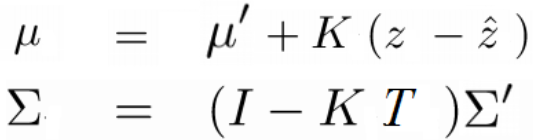 μ = μ′ + K (z − ẑ )
Σ = (I − K T )Σ′